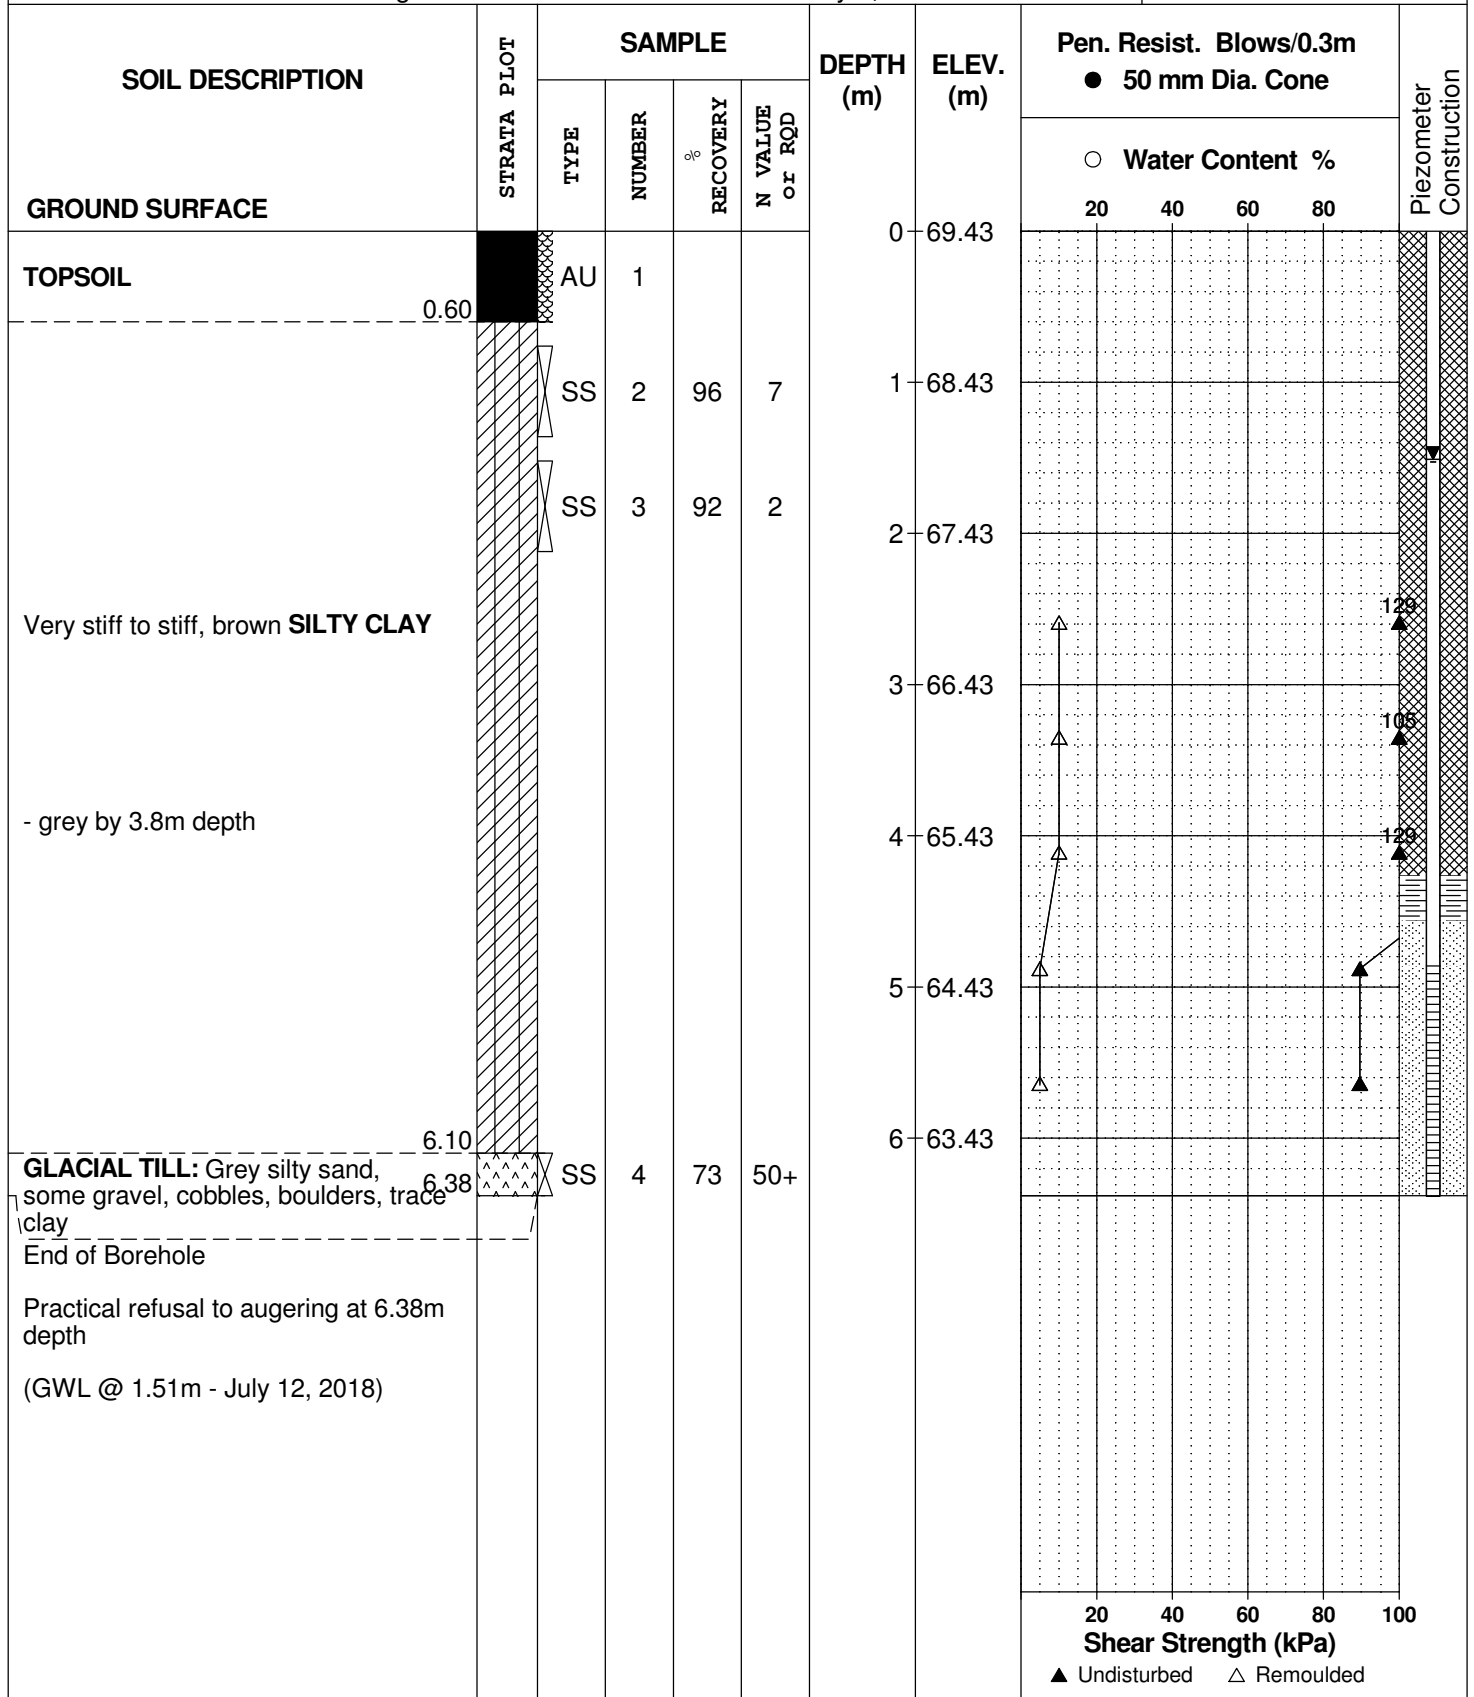 SOIL DESCRIPTION
GROUND SURFACE
STRATA PLOT
SAMPLE
TYPE
NUMBER
% RECOVERY
N VALUE or RQD
DEPTH (m)
ELEV. (m)
Pen. Resist. Blows/0.3m
● 50 mm Dia. Cone
○ Water Content %
20 40 60 80
Piezometer Construction
0 69.43
TOPSOIL
AU 1
0.60
SS 2 96 7
1 68.43
SS 3 92 2
2 67.43
129
Very stiff to stiff, brown SILTY CLAY
3 66.43
105
- grey by 3.8m depth
4 65.43
129
5 64.43
6.10
6 63.43
GLACIAL TILL: Grey silty sand,
6.38
SS 4 73 50+
some gravel, cobbles, boulders, trace
clay
End of Borehole
Practical refusal to augering at 6.38m
depth
(GWL @ 1.51m - July 12, 2018)
20 40 60 80 100
Shear Strength (kPa)
▲ Undisturbed △ Remoulded